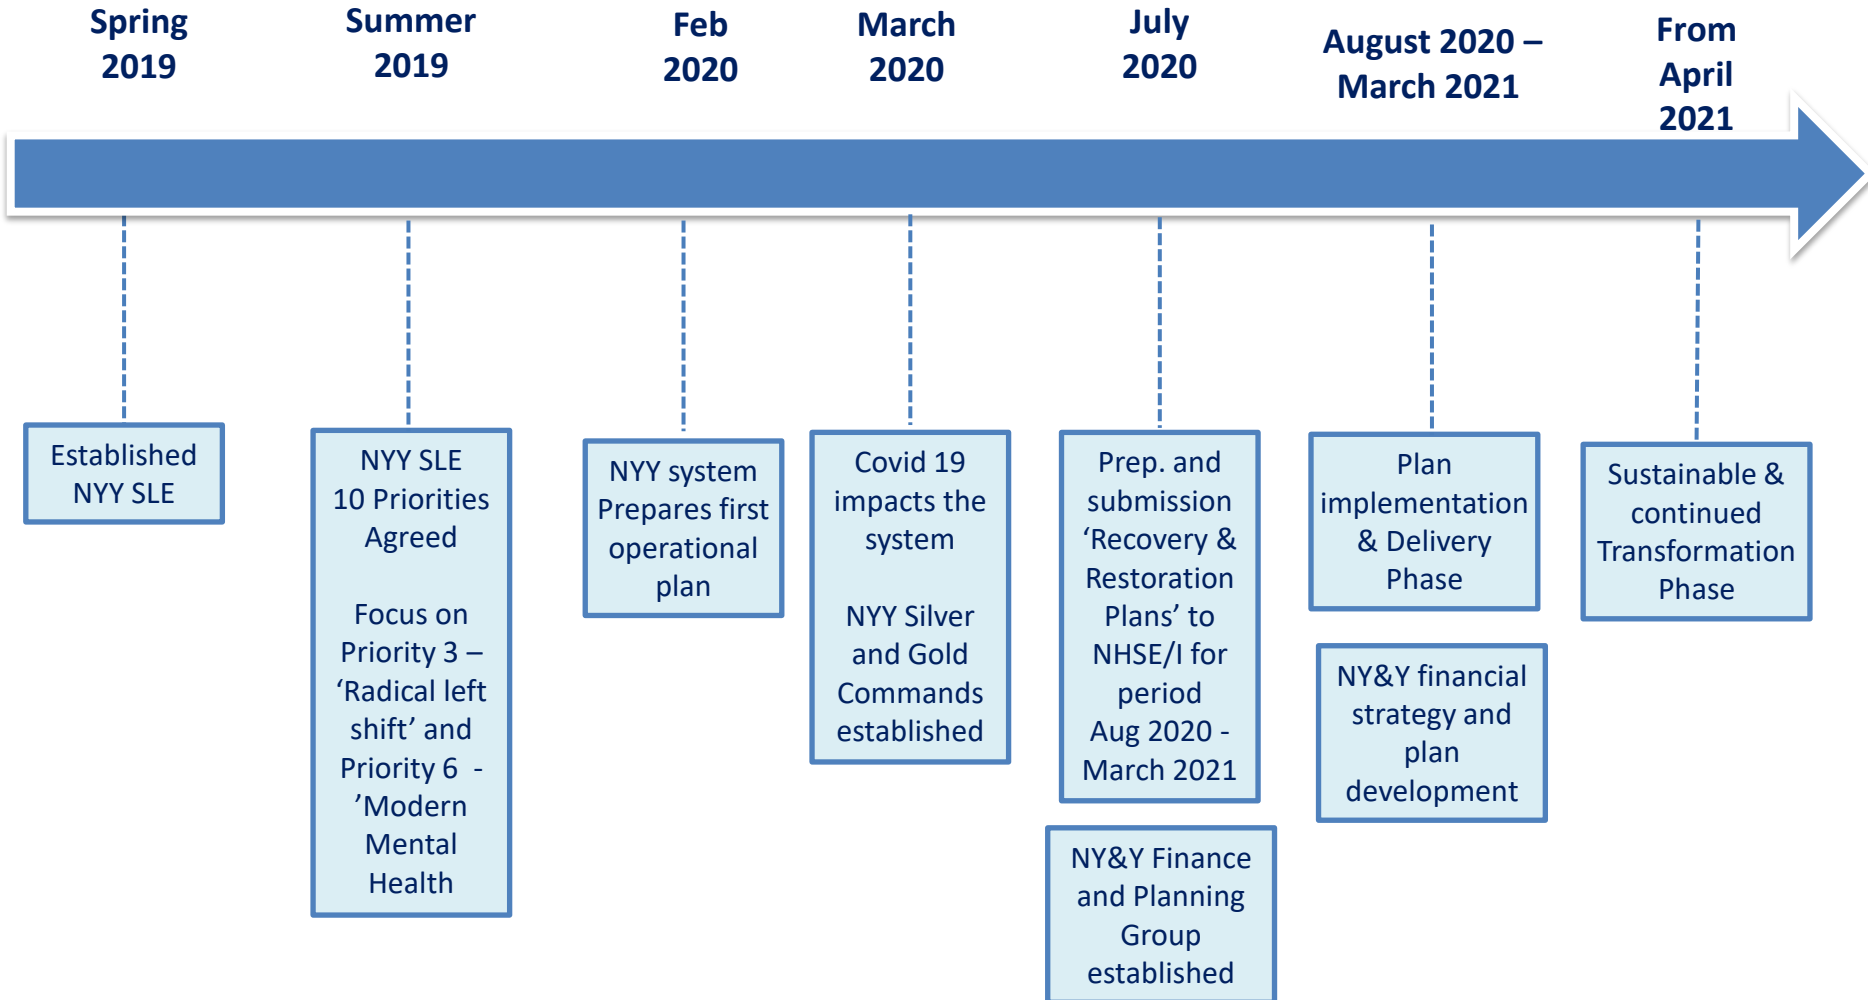 Spring
2019
Summer
2019
Feb
2020
March
2020
July
2020
August 2020 –
March 2021
From
April
2021
Established
NYY SLE
NYY SLE
10 Priorities
Agreed
Focus on
Priority 3 –
‘Radical left
shift’ and
Priority 6  -
’Modern
Mental
Health
NYY system
Prepares first
operational
plan
Covid 19
impacts the
system
NYY Silver
and Gold
Commands
established
Prep. and
submission
‘Recovery &
Restoration
Plans’ to
NHSE/I for
period
Aug 2020 -
March 2021
NY&Y Finance
and Planning
Group
established
Plan
implementation
& Delivery
Phase
NY&Y financial
strategy and
plan
development
Sustainable &
continued
Transformation
Phase